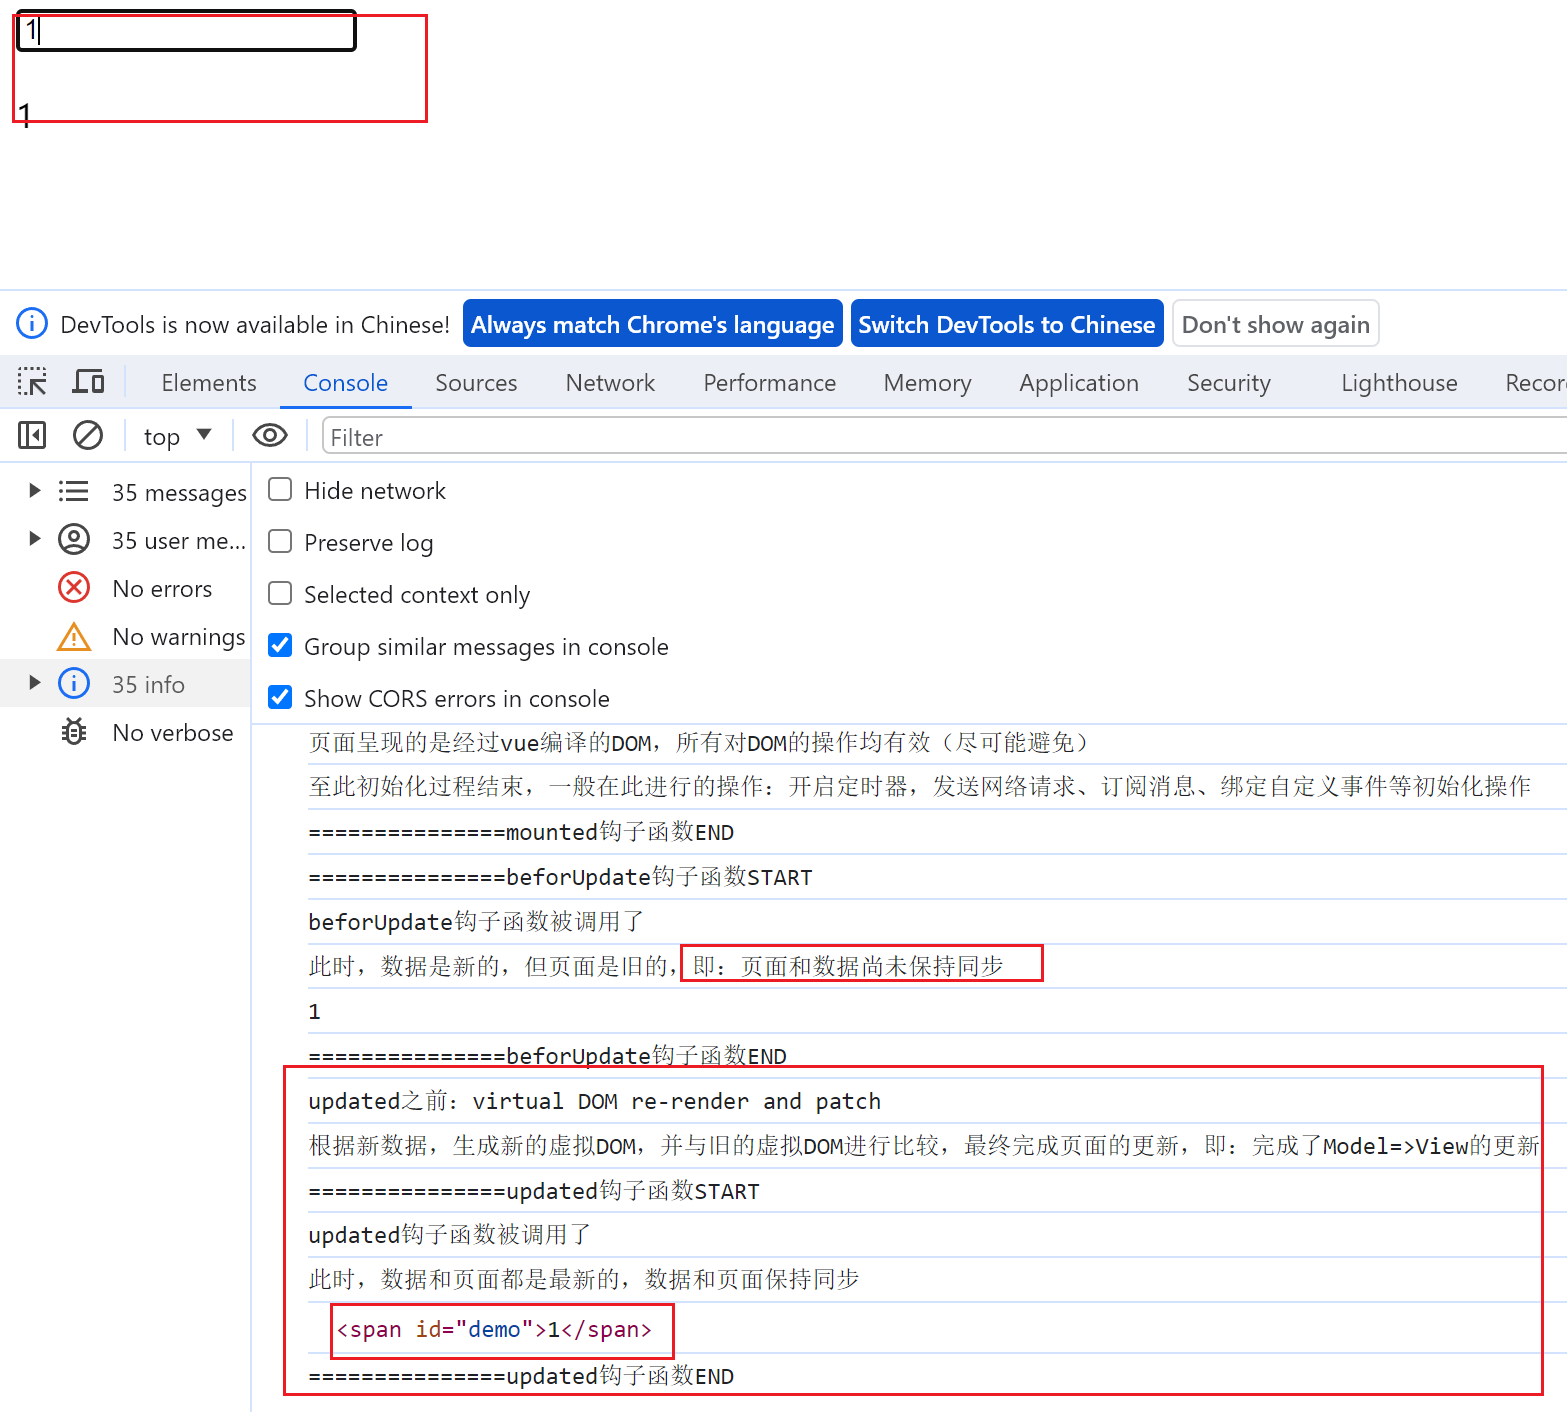 1
1
DevTools is now available in Chinese! Always match Chrome's language Switch DevTools to Chinese Don't show again
Elements Console Sources Network Performance Memory Application Security Lighthouse Recor
top Filter
35 messages
35 user me...
No errors
No warnings
35 info
No verbose
Hide network
Preserve log
Selected context only
Group similar messages in console
Show CORS errors in console
页面呈现的是经过vue编译的DOM，所有对DOM的操作均有效（尽可能避免）
至此初始化过程结束，一般在此进行的操作：开启定时器，发送网络请求、订阅消息、绑定自定义事件等初始化操作
===============mounted钩子函数END
===============beforUpdate钩子函数START
beforUpdate钩子函数被调用了
此时，数据是新的，但页面是旧的，即：页面和数据尚未保持同步
1
===============beforUpdate钩子函数END
updated之前：virtual DOM re-render and patch
根据新数据，生成新的虚拟DOM，并与旧的虚拟DOM进行比较，最终完成页面的更新，即：完成了Model=>View的更新
===============updated钩子函数START
updated钩子函数被调用了
此时，数据和页面都是最新的，数据和页面保持同步
<span id="demo">1</span>
===============updated钩子函数END